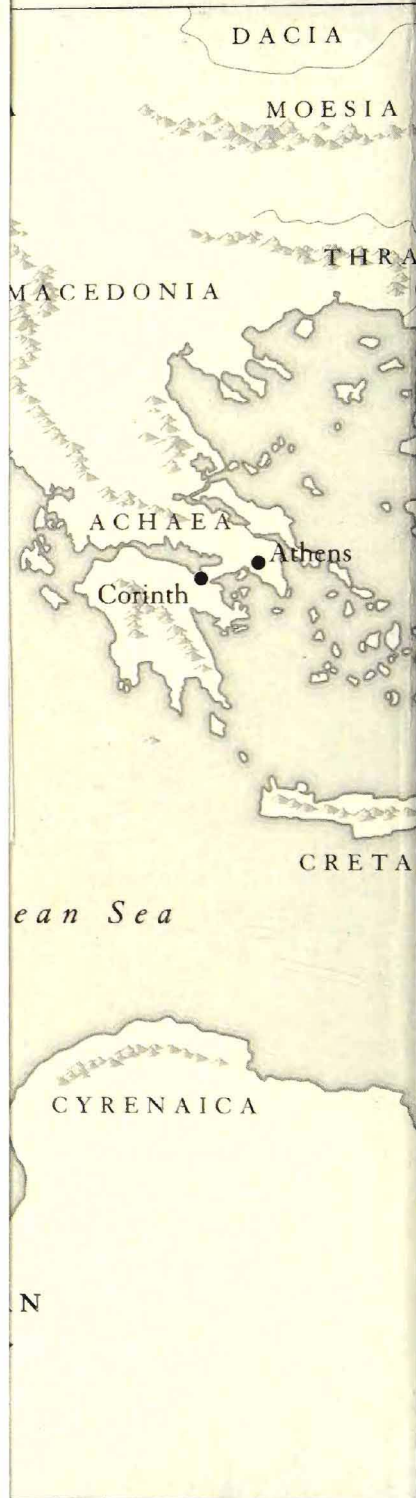 DACIA
MOESIA
THRA
MACEDONIA
ACHAEA
Athens
Corinth
CRETA
ean Sea
CYRENAICA
N